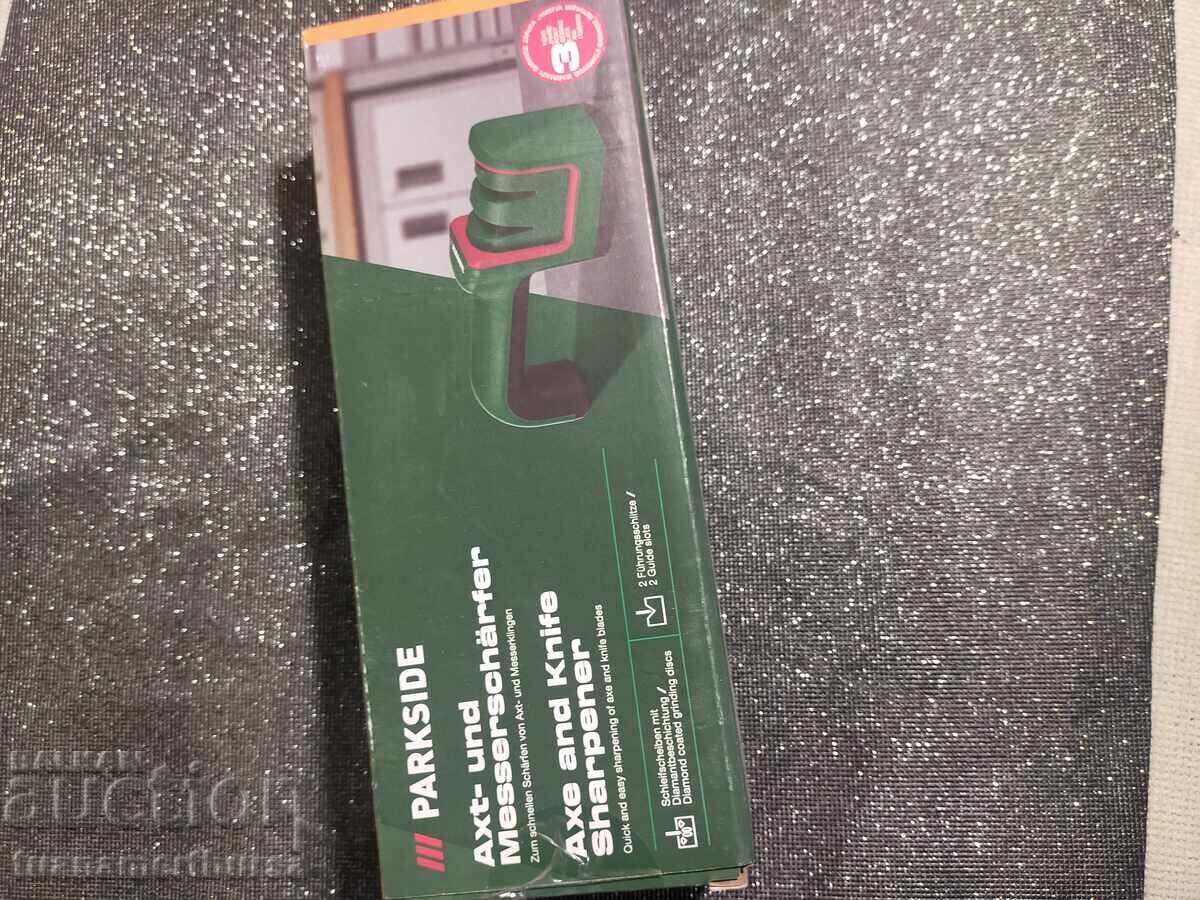 /// PARKSIDE
Axt- und
Messerschärfer
Zum schnellen Schärfen von Axt- und Messerklingen
Axe and Knife
Sharpener
Quick and easy sharpening of axe and knife blades
Schleifscheiben mit
Diamantbeschichtung /
Diamond coated grinding discs
2 Führungsschlitze /
2 Guide slots
3